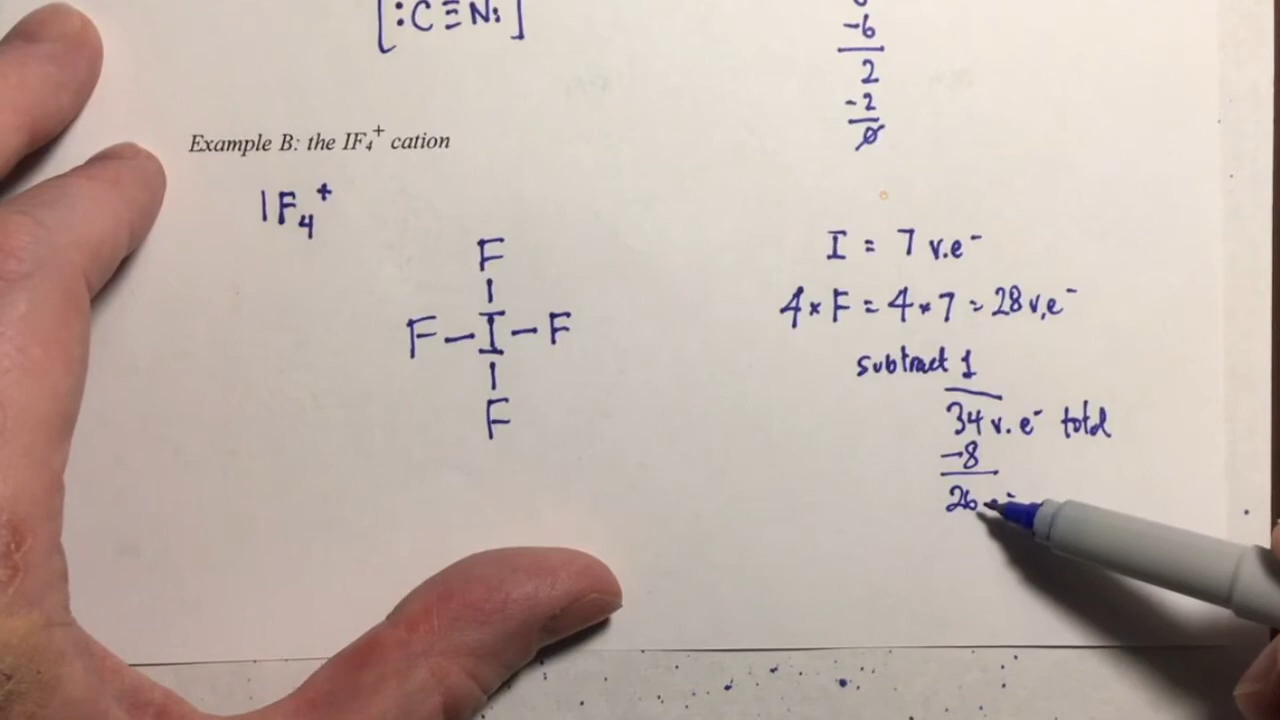 [:C≡N:]
-6
2
-2
0
Example B: the IF₄⁺ cation
IF₄⁺
F
F-I-F
F
I = 7 v.e⁻
4×F = 4×7 = 28 v.e⁻
subtract 1
34 v.e⁻ total
-8
26